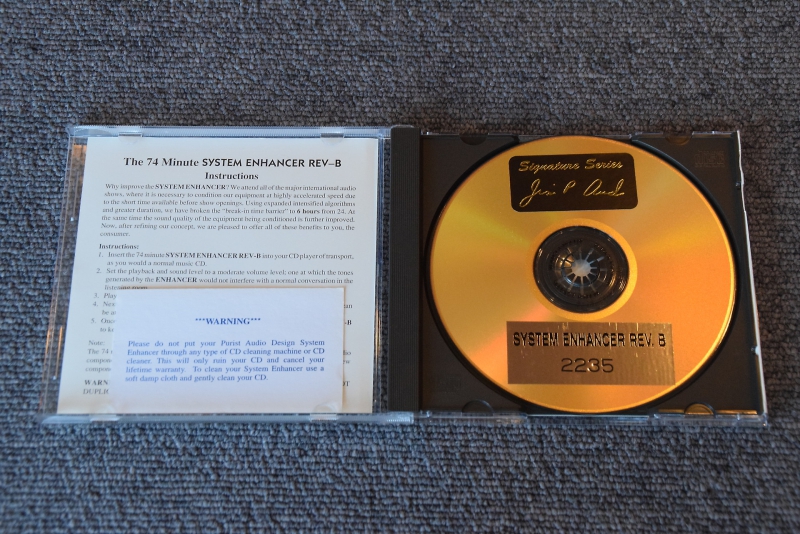 The 74 Minute SYSTEM ENHANCER REV–B
Instructions
Why improve the SYSTEM ENHANCER? We attend all of the major international audio
shows, where it is necessary to condition our equipment at highly accelerated speed due
to the short time available before show openings. Using expanded intensified algorithms
and greater duration, we have broken the "break-in time barrier" to 6 hours from 24. At
the same time the sound quality of the equipment being conditioned is further improved.
Now, after refining our concept, we are pleased to offer all of these benefits to you, the
consumer.
Instructions:
1. Insert the 74 minute SYSTEM ENHANCER REV-B into your CD player of transport,
as you would a normal music CD.
2. Set the playback and sound level to a moderate volume level; one at which the tones
generated by the ENHANCER would not interfere with a normal conversation in the
listening room.
3. Play
4.
5.
Note:
The 74
***WARNING***
Please do not put your Purist Audio Design System
Enhancer through any type of CD cleaning machine or CD
cleaner. This will only ruin your CD and cancel your
lifetime warranty. To clean your System Enhancer use a
soft damp cloth and gently clean your CD.
Signature Series
SYSTEM ENHANCER REV. B
2235